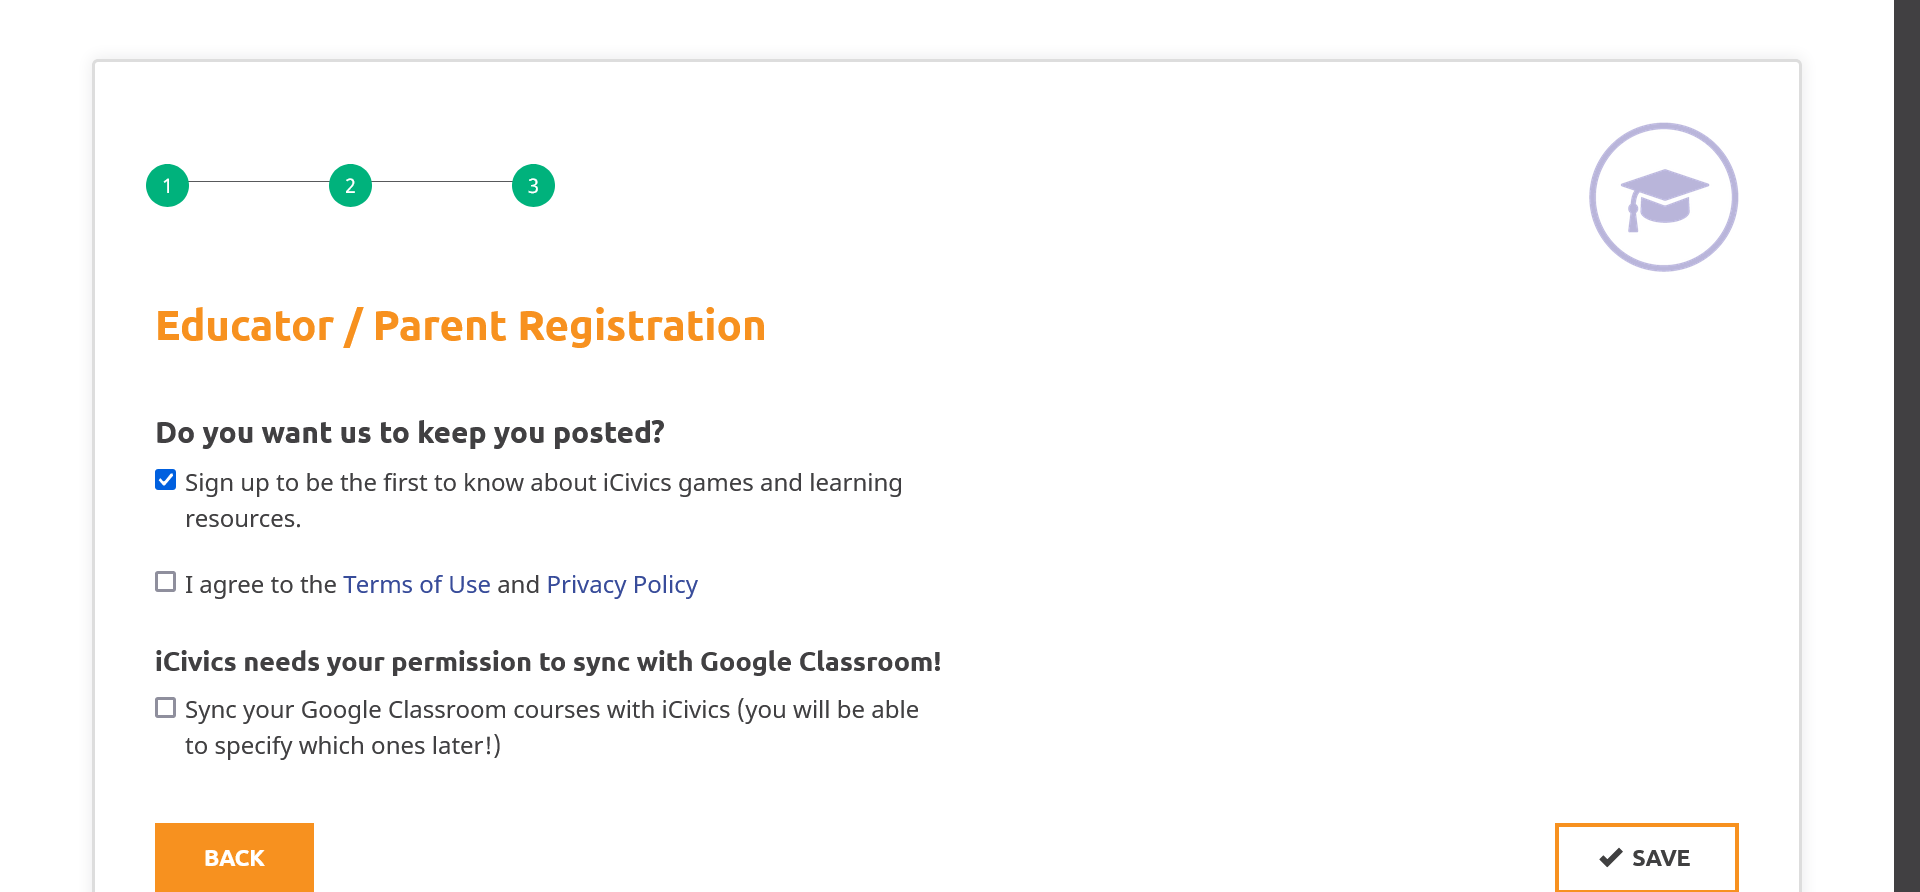 1 2 3
Educator / Parent Registration
Do you want us to keep you posted?
Sign up to be the first to know about iCivics games and learning
resources.
I agree to the Terms of Use and Privacy Policy
iCivics needs your permission to sync with Google Classroom!
Sync your Google Classroom courses with iCivics (you will be able
to specify which ones later!)
BACK
SAVE